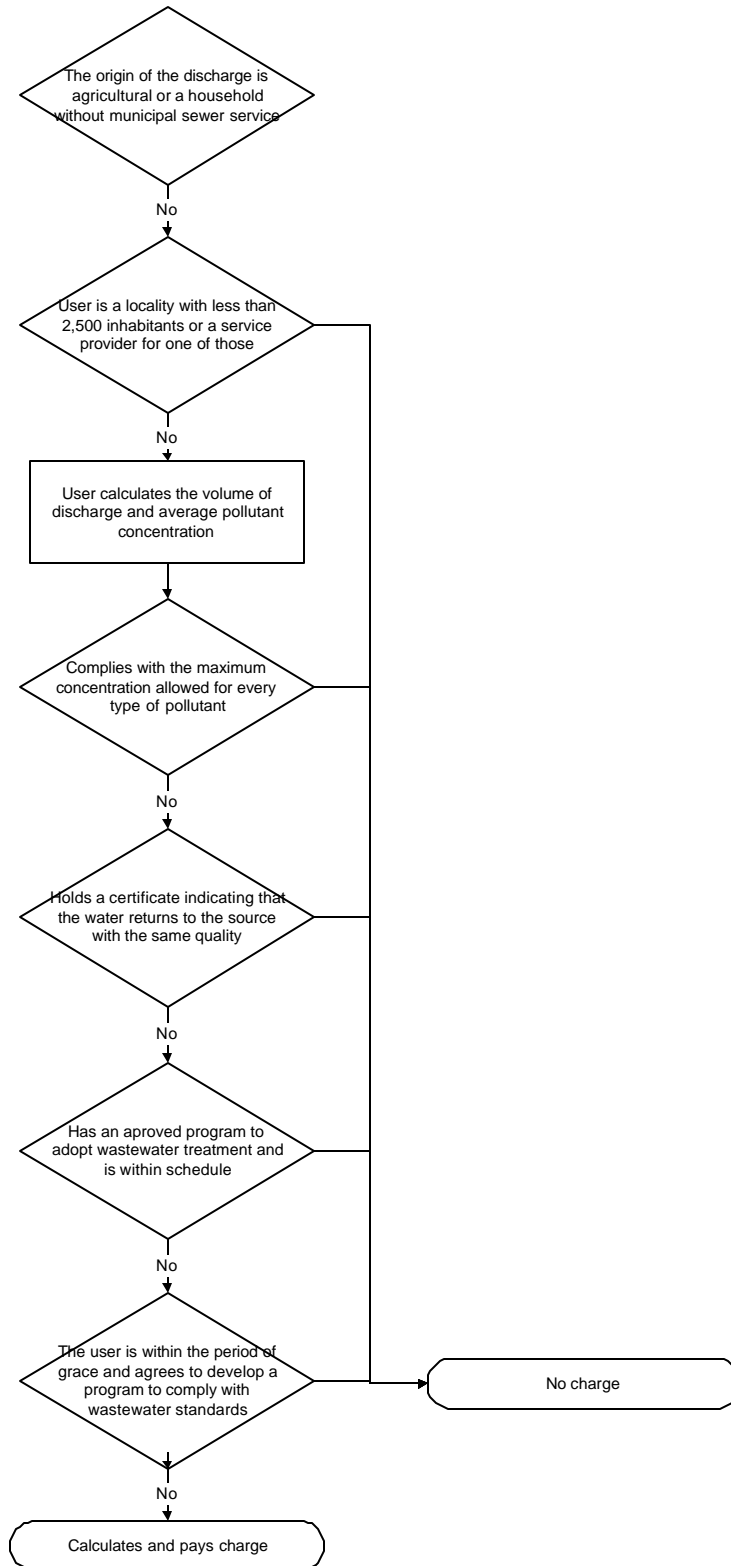 The origin of the discharge is
agricultural or a household
without municipal sewer service
No
User is a locality with less than
2,500 inhabitants or a service
provider for one of those
No
User calculates the volume of
discharge and average pollutant
concentration
Complies with the maximum
concentration allowed for every
type of pollutant
No
Holds a certificate indicating that
the water returns to the source
with the same quality
No
Has an aproved program to
adopt wastewater treatment and
is within schedule
No
The user is within the period of
grace and agrees to develop a
program to comply with
wastewater standards
No charge
No
Calculates and pays charge